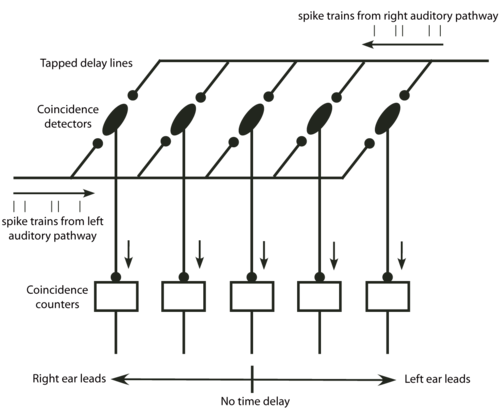 spike trains from right auditory pathway
Tapped delay lines
Coincidence
detectors
spike trains from left
auditory pathway
Coincidence
counters
Right ear leads
Left ear leads
No time delay